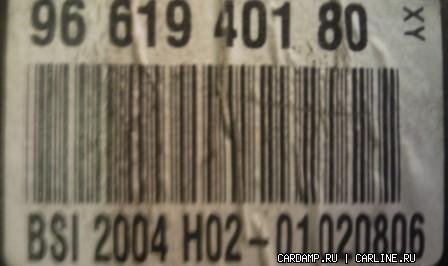 96 619 401 80
XY
BSI 2004 H02-01020806
CARDAMP.RU | CARLINE.RU